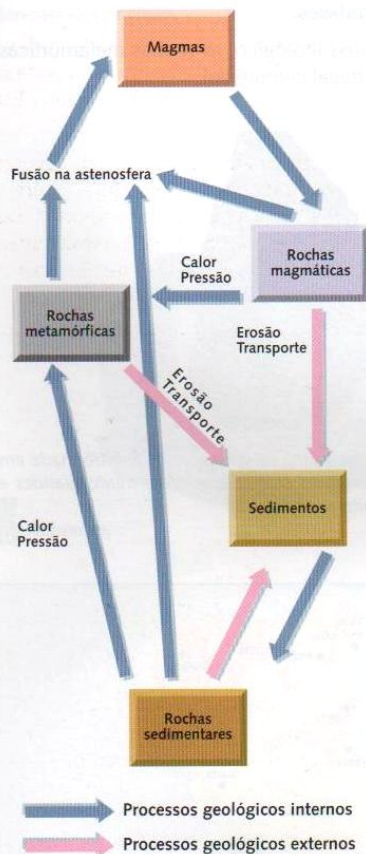 Magmas
Fusão na astenosfera
Calor
Pressão
Rochas
magmáticas
Rochas
metamórficas
Erosão
Transporte
Erosão
Transporte
Sedimentos
Calor
Pressão
Rochas
sedimentares
Processos geológicos internos
Processos geológicos externos